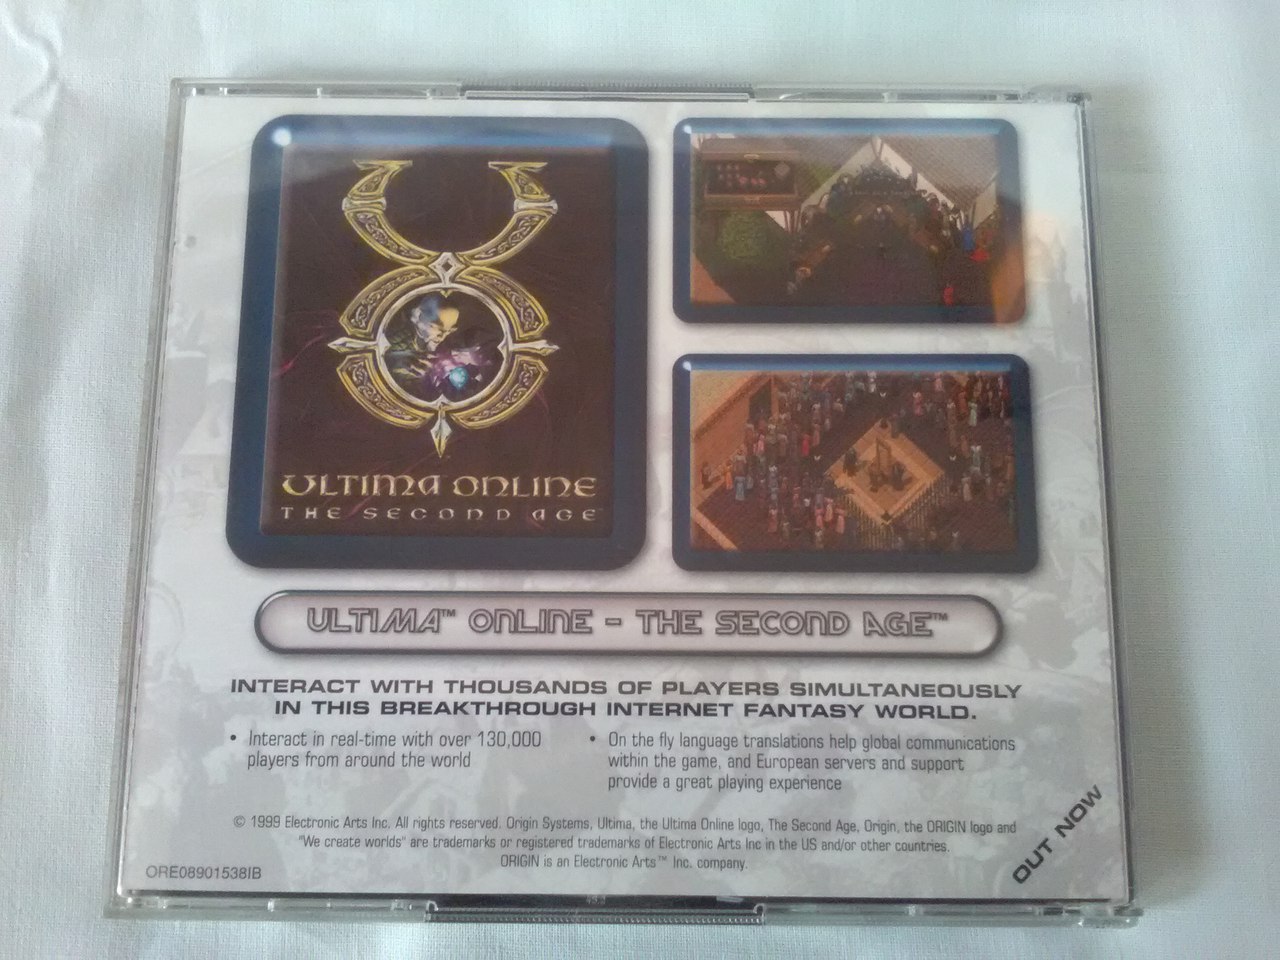 ULTIMA ONLINE
THE SECOND AGE™
ULTIMA™ ONLINE - THE SECOND AGE™
INTERACT WITH THOUSANDS OF PLAYERS SIMULTANEOUSLY
IN THIS BREAKTHROUGH INTERNET FANTASY WORLD.
• Interact in real-time with over 130,000
players from around the world
• On the fly language translations help global communications
within the game, and European servers and support
provide a great playing experience
© 1999 Electronic Arts Inc. All rights reserved. Origin Systems, Ultima, the Ultima Online logo, The Second Age, Origin, the ORIGIN logo and
"We create worlds" are trademarks or registered trademarks of Electronic Arts Inc in the US and/or other countries.
ORIGIN is an Electronic Arts™ Inc. company.
ORE08901538IB
OUT NOW